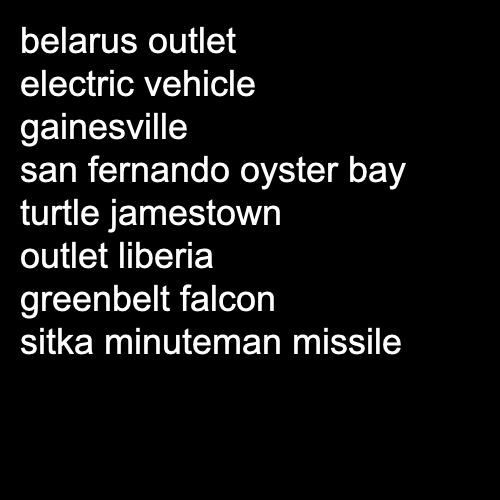 belarus outlet
electric vehicle
gainesville
san fernando oyster bay
turtle jamestown
outlet liberia
greenbelt falcon
sitka minuteman missile